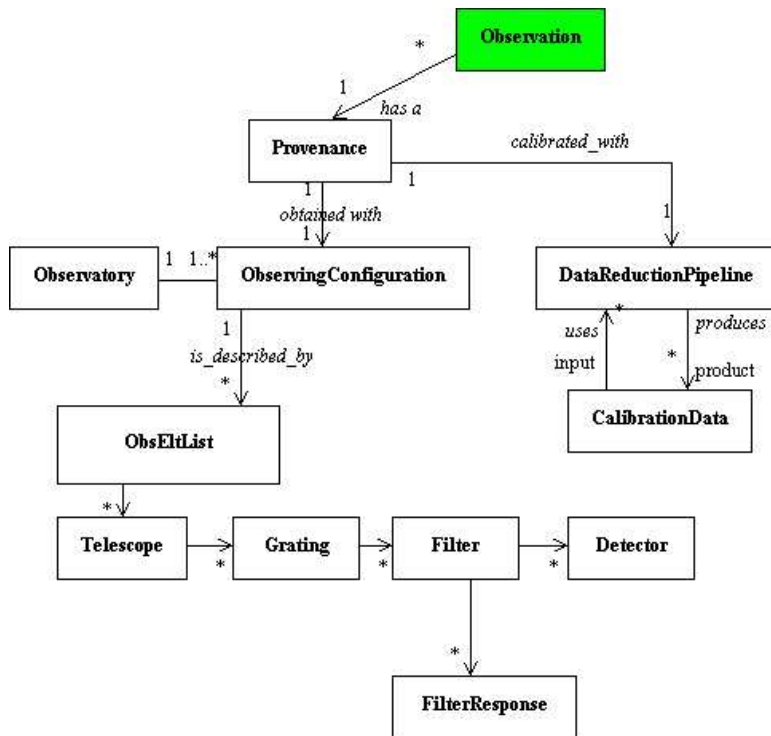 Observation
*
1
has a
Provenance
calibrated_with
1
1
obtained with
1
1
Observatory
1
1..*
ObservingConfiguration
DataReductionPipeline
1
is_described_by
*
uses
*
produces
input
*
product
ObsEltList
CalibrationData
*
Telescope
*
Grating
*
Filter
*
Detector
*
FilterResponse